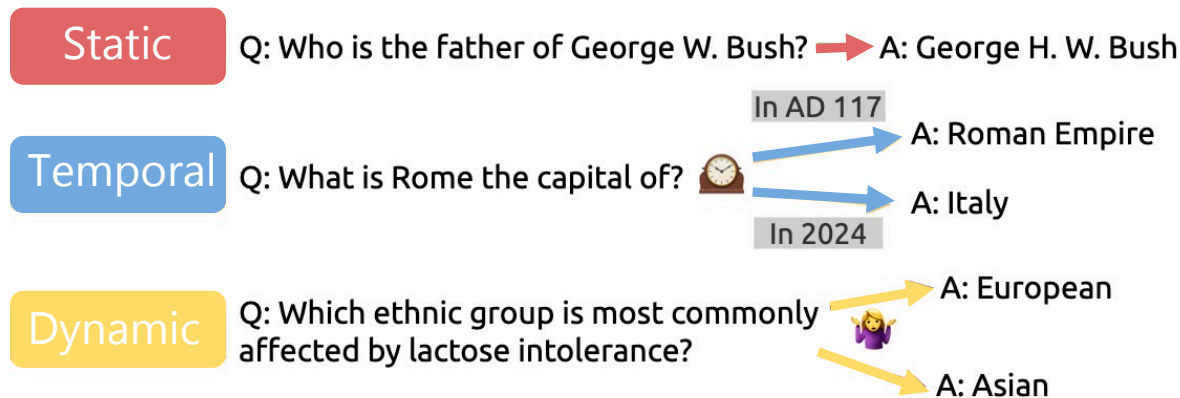 Static
Q: Who is the father of George W. Bush?
A: George H. W. Bush
Temporal
Q: What is Rome the capital of?
In AD 117
A: Roman Empire
In 2024
A: Italy
Dynamic
Q: Which ethnic group is most commonly
affected by lactose intolerance?
A: European
A: Asian